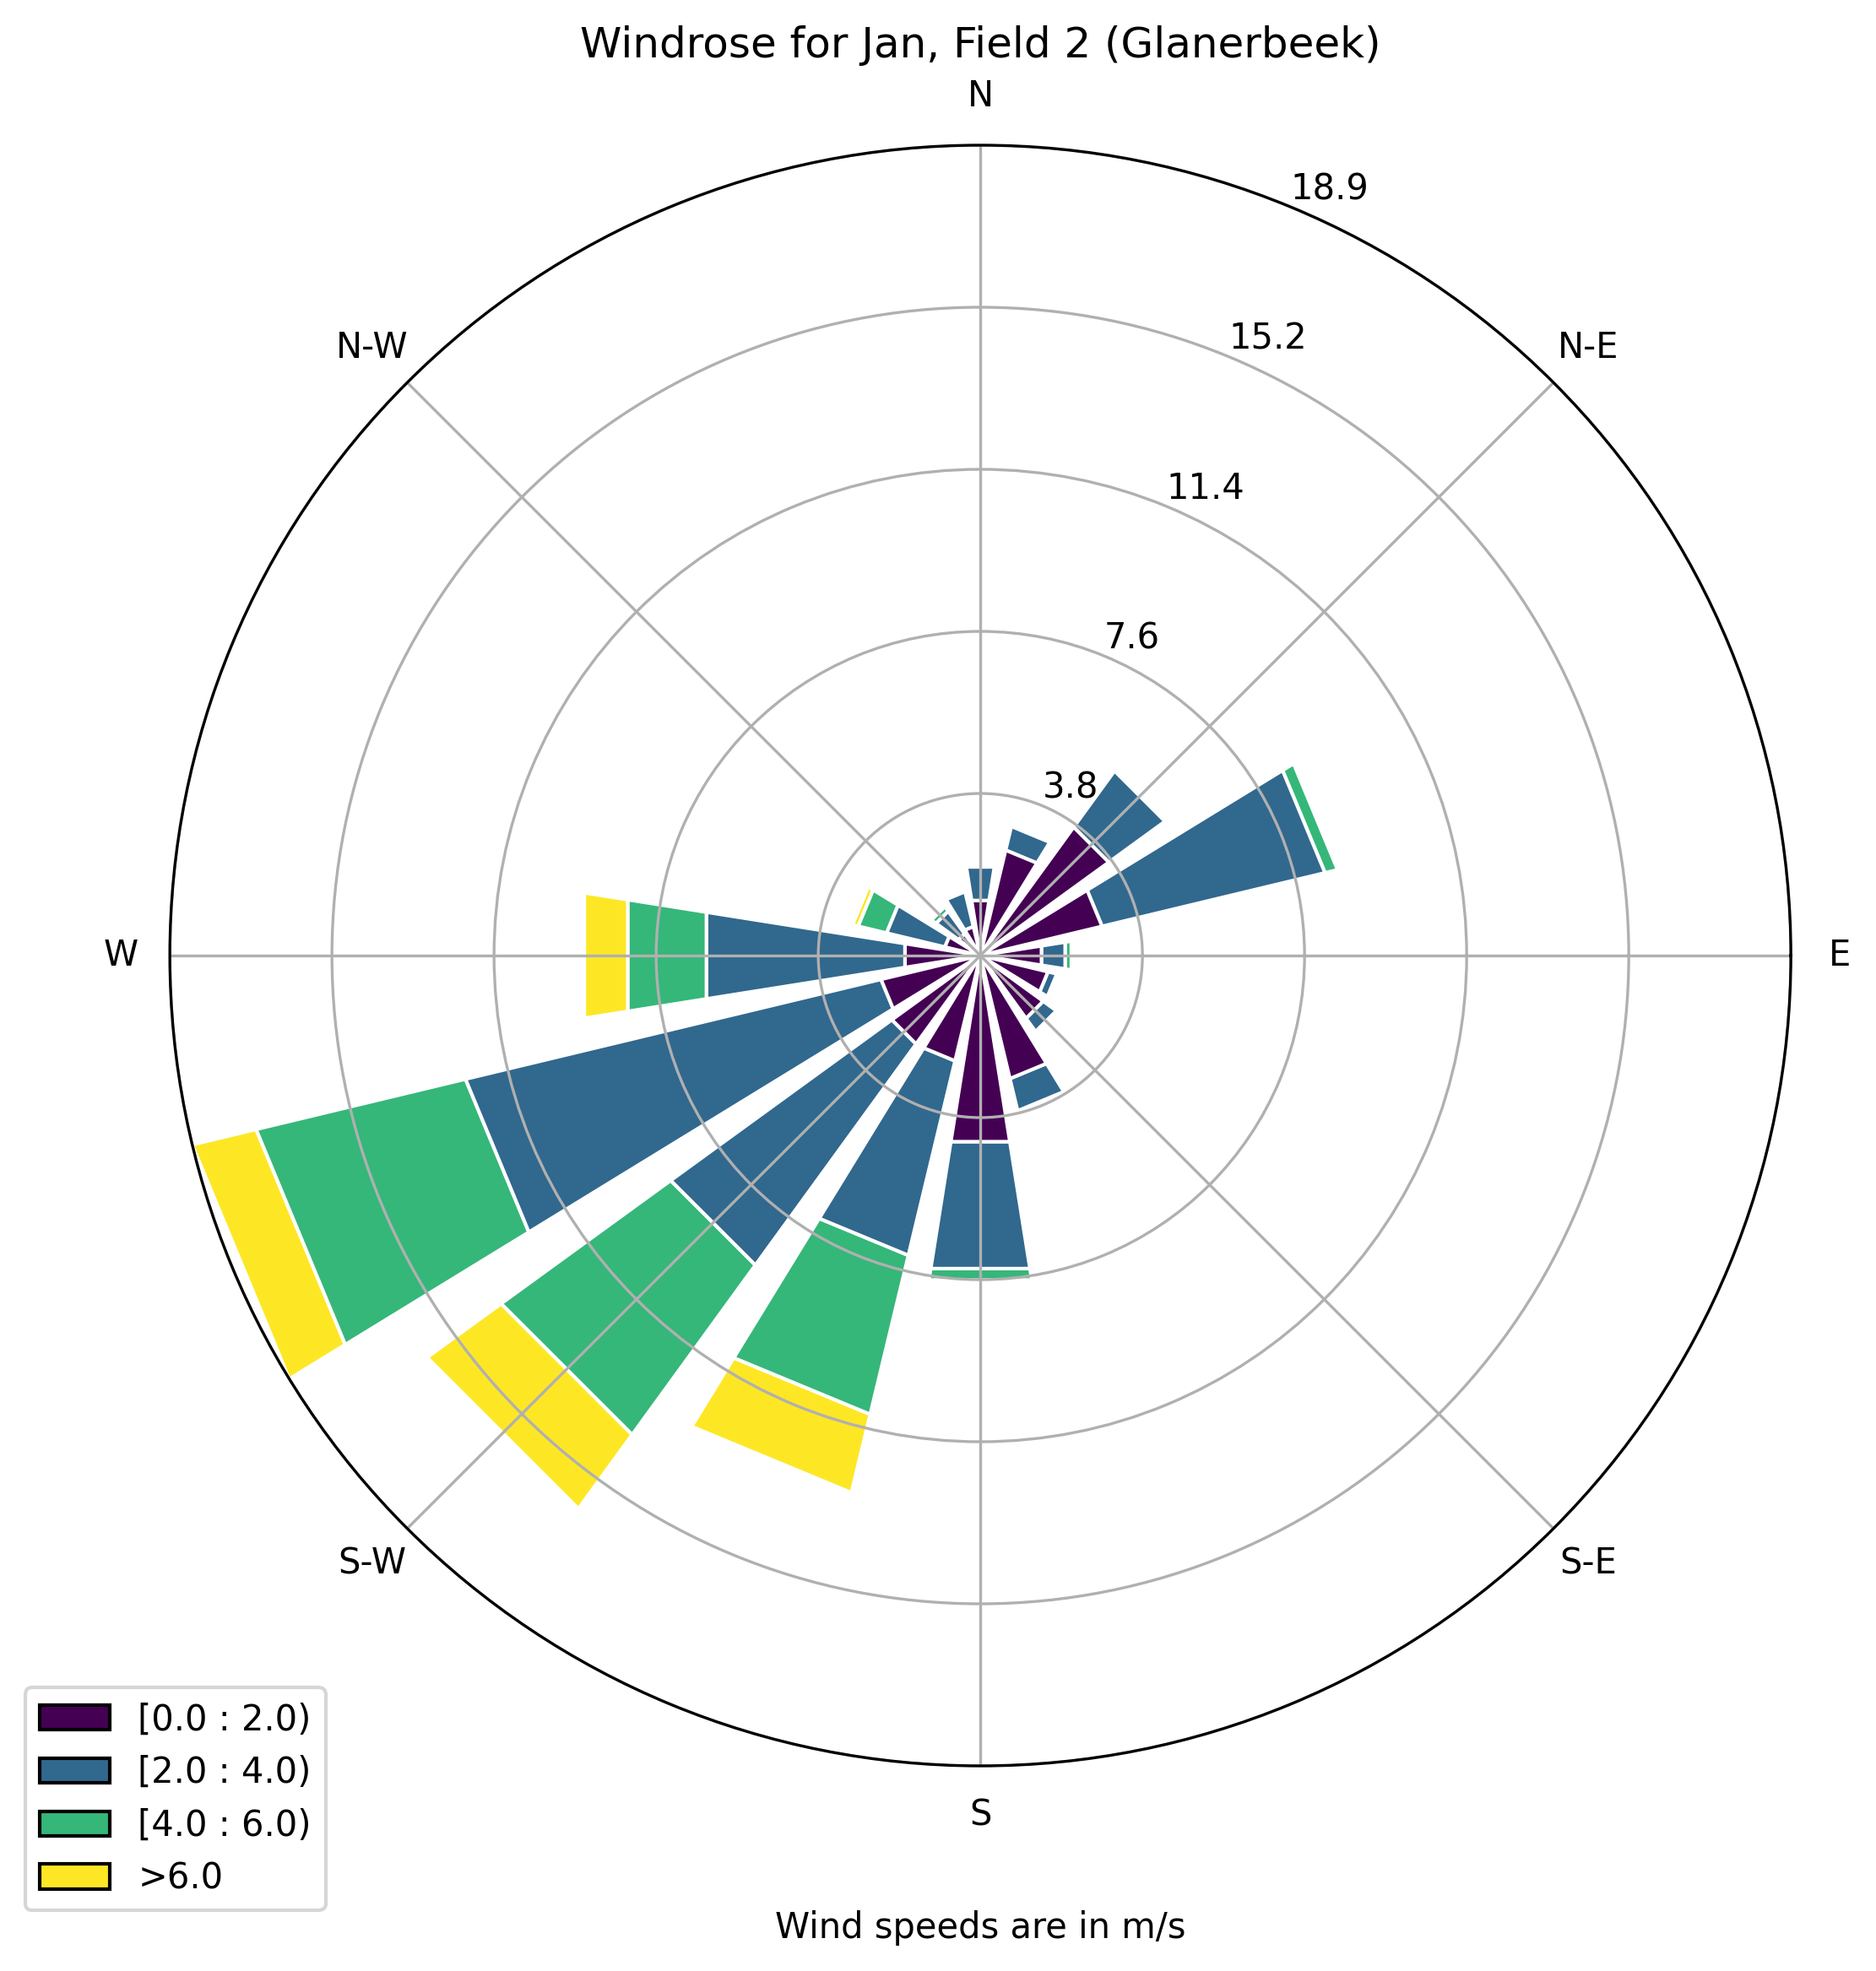 Windrose for Jan, Field 2 (Glanerbeek)
N
18.9
15.2
N-W
N-E
11.4
7.6
3.8
W
E
S-W
S-E
S
[0.0 : 2.0)
[2.0 : 4.0)
[4.0 : 6.0)
>6.0
Wind speeds are in m/s